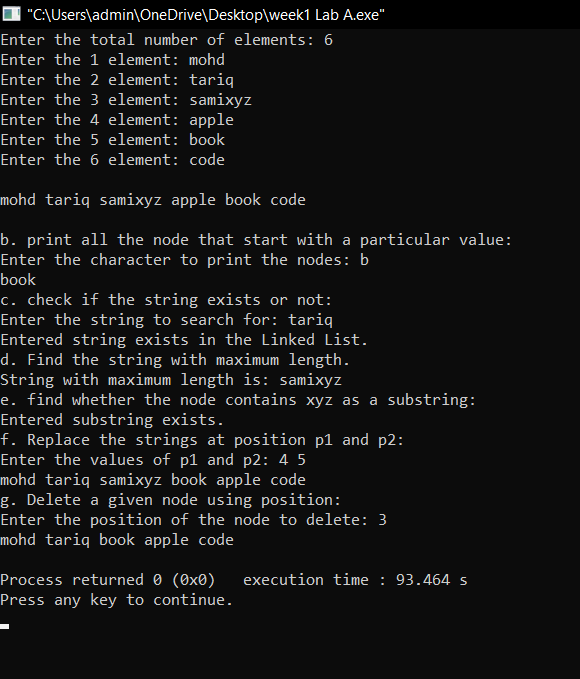 "C:\Users\admin\OneDrive\Desktop\week1 Lab A.exe"
Enter the total number of elements: 6
Enter the 1 element: mohd
Enter the 2 element: tariq
Enter the 3 element: samixyz
Enter the 4 element: apple
Enter the 5 element: book
Enter the 6 element: code
mohd tariq samixyz apple book code
b. print all the node that start with a particular value:
Enter the character to print the nodes: b
book
c. check if the string exists or not:
Enter the string to search for: tariq
Entered string exists in the Linked List.
d. Find the string with maximum length.
String with maximum length is: samixyz
e. find whether the node contains xyz as a substring:
Entered substring exists.
f. Replace the strings at position p1 and p2:
Enter the values of p1 and p2: 4 5
mohd tariq samixyz book apple code
g. Delete a given node using position:
Enter the position of the node to delete: 3
mohd tariq book apple code
Process returned 0 (0x0)   execution time : 93.464 s
Press any key to continue.